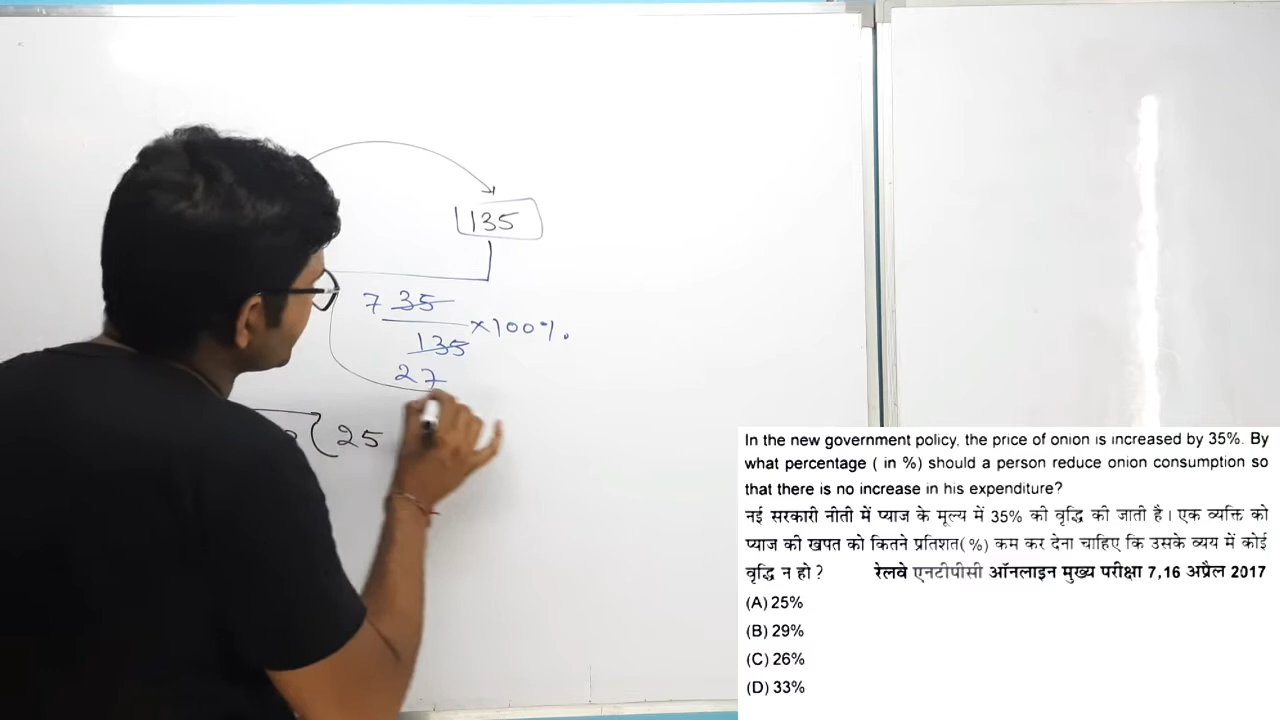 135
7 35
135
×100%.
27
25
In the new government policy, the price of onion is increased by 35%. By
what percentage ( in %) should a person reduce onion consumption so
that there is no increase in his expenditure?
नई सरकारी नीती में प्याज के मूल्य में 35% की वृद्धि की जाती है। एक व्यक्ति को
प्याज की खपत को कितने प्रतिशत(%) कम कर देना चाहिए कि उसके व्यय में कोई
वृद्धि न हो ? रेलवे एनटीपीसी ऑनलाइन मुख्य परीक्षा 7,16 अप्रैल 2017
(A) 25%
(B) 29%
(C) 26%
(D) 33%